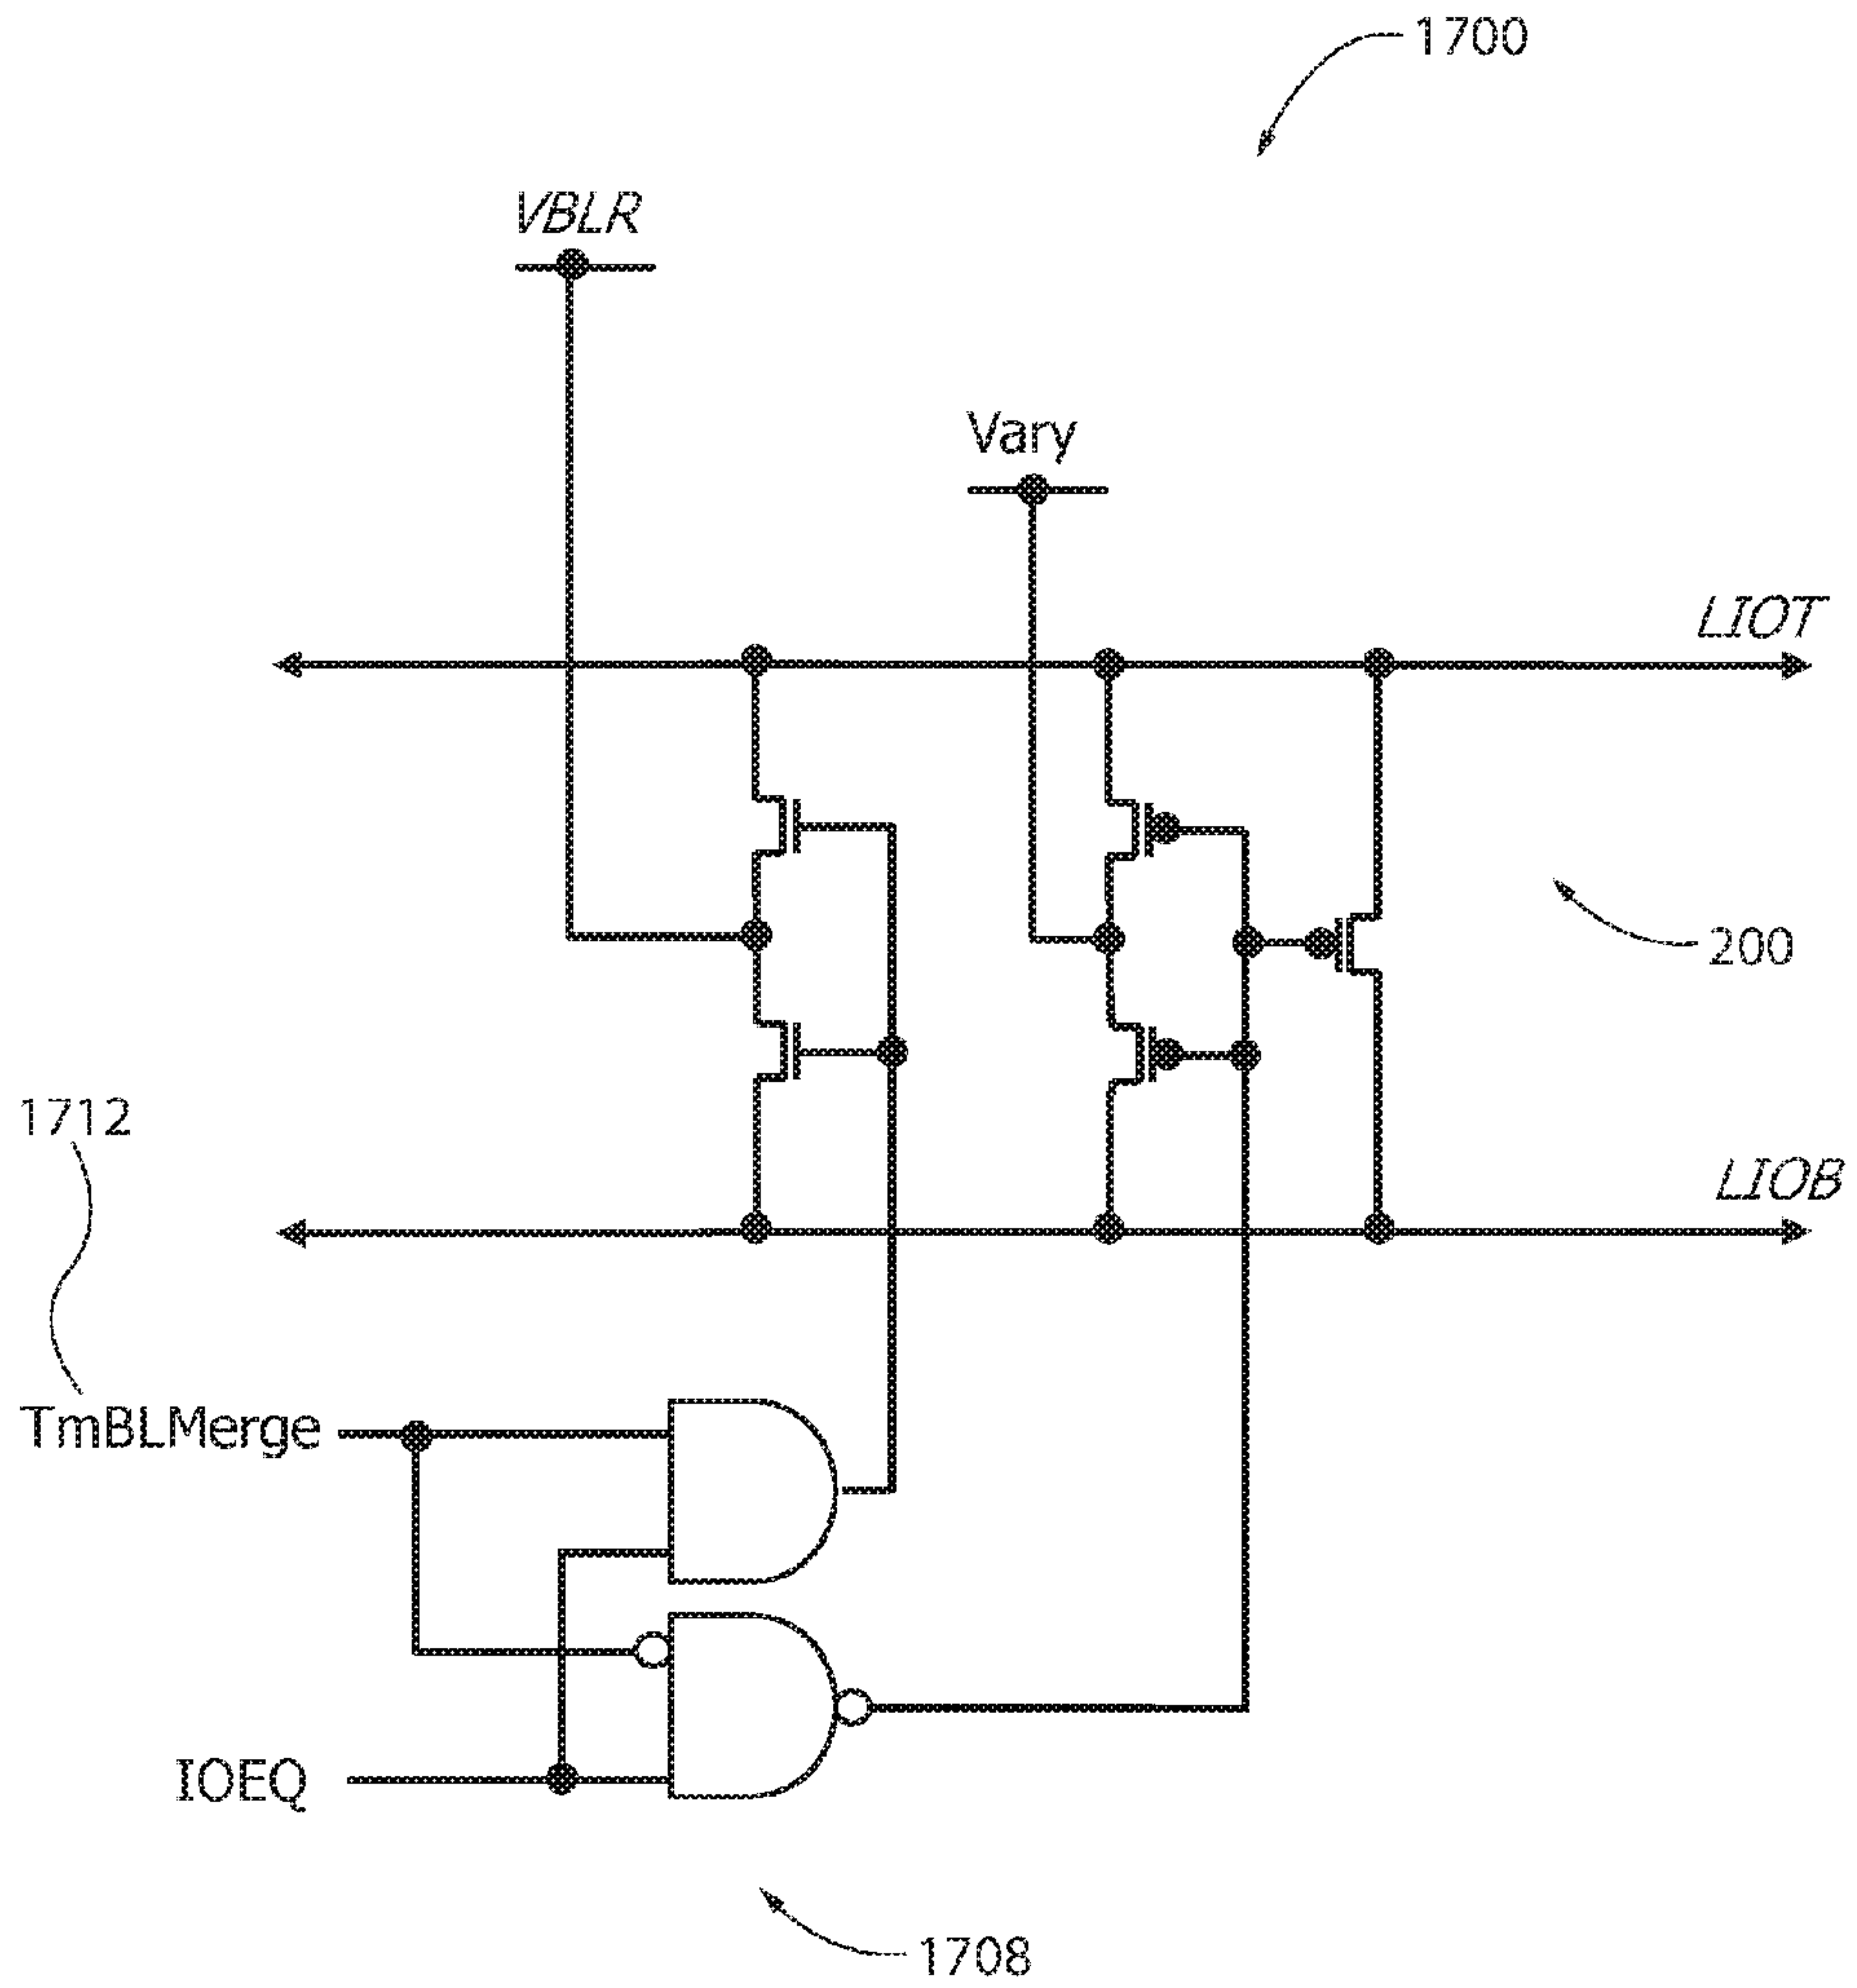 1700
VBLR
Vary
LIOT
200
1712
LIOB
TmBLMerge
IOEQ
1708